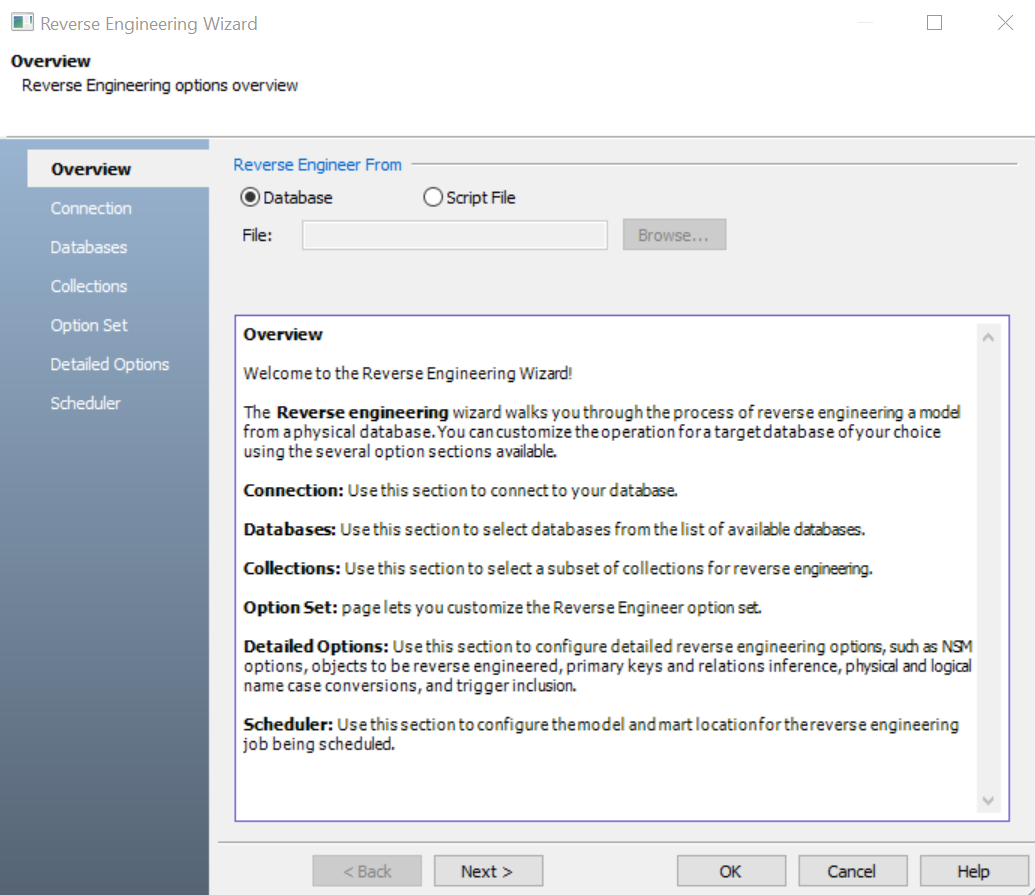 Reverse Engineering Wizard
Overview
Reverse Engineering options overview
Overview
Connection
Databases
Collections
Option Set
Detailed Options
Scheduler
Reverse Engineer From
Database
Script File
File:
Browse...
Overview
Welcome to the Reverse Engineering Wizard!
The Reverse engineering wizard walks you through the process of reverse engineering a model
from a physical database. You can customize the operation for a target database of your choice
using the several option sections available.
Connection: Use this section to connect to your database.
Databases: Use this section to select databases from the list of available databases.
Collections: Use this section to select a subset of collections for reverse engineering.
Option Set: page lets you customize the Reverse Engineer option set.
Detailed Options: Use this section to configure detailed reverse engineering options, such as NSM
options, objects to be reverse engineered, primary keys and relations inference, physical and logical
name case conversions, and trigger inclusion.
Scheduler: Use this section to configure the model and mart location for the reverse engineering
job being scheduled.
< Back
Next >
OK
Cancel
Help